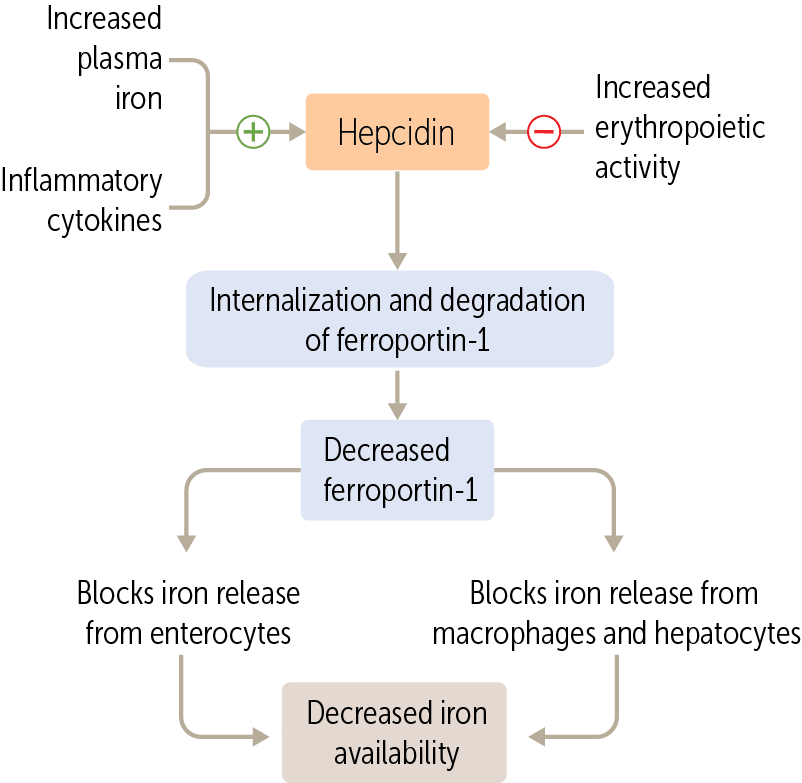 Increased
plasma
iron
Inflammatory
cytokines
+
Hepcidin
−
Increased
erythropoietic
activity
Internalization and degradation
of ferroportin-1
Decreased
ferroportin-1
Blocks iron release
from enterocytes
Blocks iron release from
macrophages and hepatocytes
Decreased iron
availability